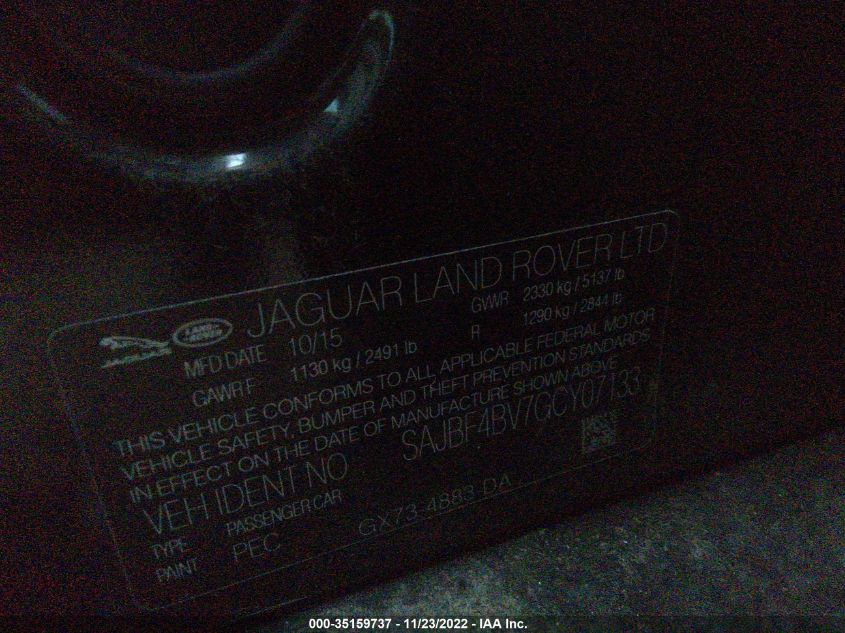 JAGUAR LAND ROVER JAGUAR LAND ROVER LTD
MFD DATE 10/15 GVWR 2330 kg / 5137 lb
GAWR F 1130 kg / 2491 lb R 1290 kg / 2844 lb
THIS VEHICLE CONFORMS TO ALL APPLICABLE FEDERAL MOTOR
VEHICLE SAFETY, BUMPER AND THEFT PREVENTION STANDARDS
IN EFFECT ON THE DATE OF MANUFACTURE SHOWN ABOVE
VEH IDENT NO SAJBF4BV7GCY07133
TYPE PASSENGER CAR
PAINT PEC GX73-4883-DA
000-35159737 - 11/23/2022 - IAA Inc.